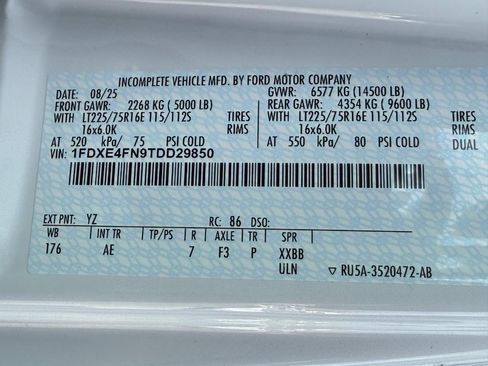 INCOMPLETE VEHICLE MFD. BY FORD MOTOR COMPANY
DATE: 08/25 GVWR: 6577 KG (14500 LB)
FRONT GAWR: 2268 KG (5000 LB) REAR GAWR: 4354 KG (9600 LB)
WITH LT225/75R16E 115/112S TIRES WITH LT225/75R16E 115/112S TIRES
16x6.0K RIMS 16x6.0K RIMS
AT 520 kPa/ 75 PSI COLD AT 550 kPa/ 80 PSI COLD
VIN: 1FDXE4FN9TDD29850
EXT PNT: YZ RC: 86 DSO:
WB INT TR TP/PS R AXLE TR SPR
176 AE 7 F3 P XXBB
ULN ▽ RU5A-3520472-AB